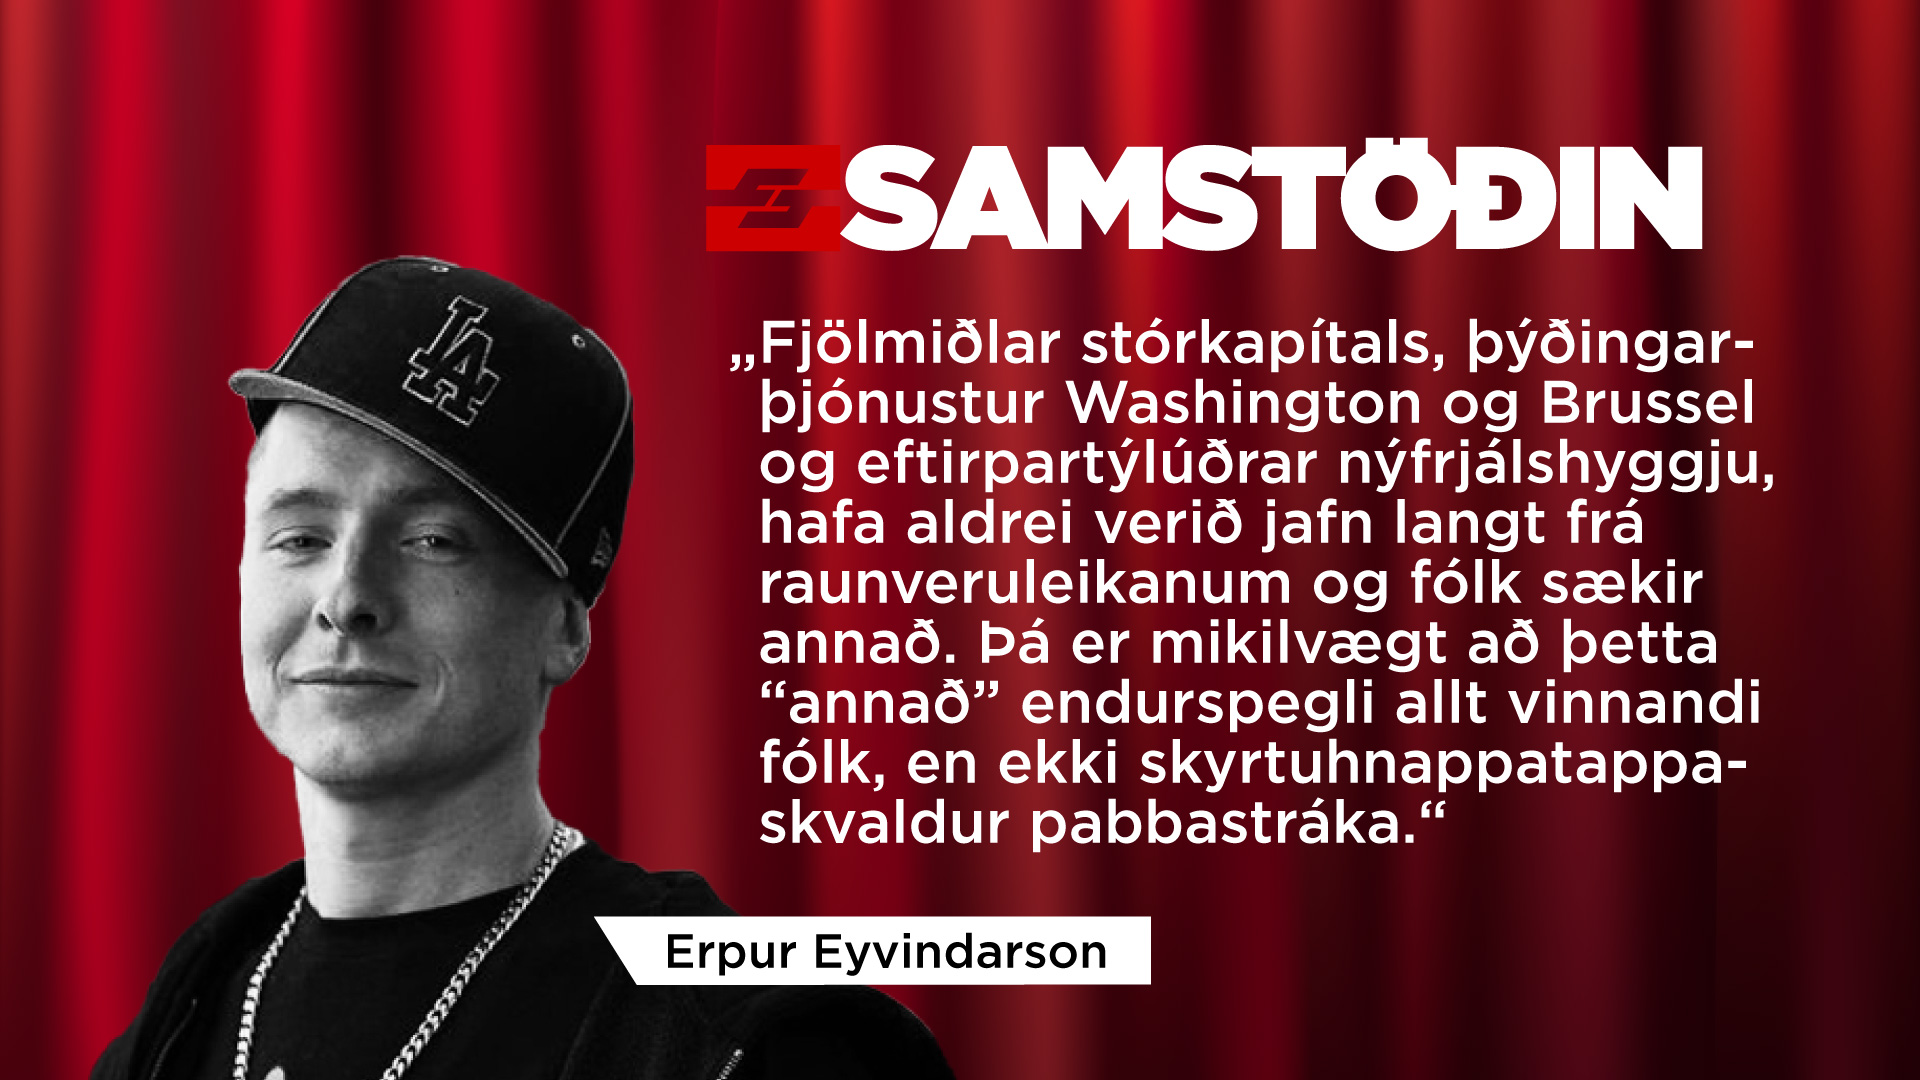 SAMSTÖÐIN
„Fjölmiðlar stórkapítals, þýðingar-
þjónustur Washington og Brussel
og eftirpartýlúðrar nýfrjálshyggju,
hafa aldrei verið jafn langt frá
raunveruleikanum og fólk sækir
annað. Þá er mikilvægt að þetta
“annað” endurspegli allt vinnandi
fólk, en ekki skyrtuhnappatappa-
skvaldur pabbastráka.“
Erpur Eyvindarson
LA